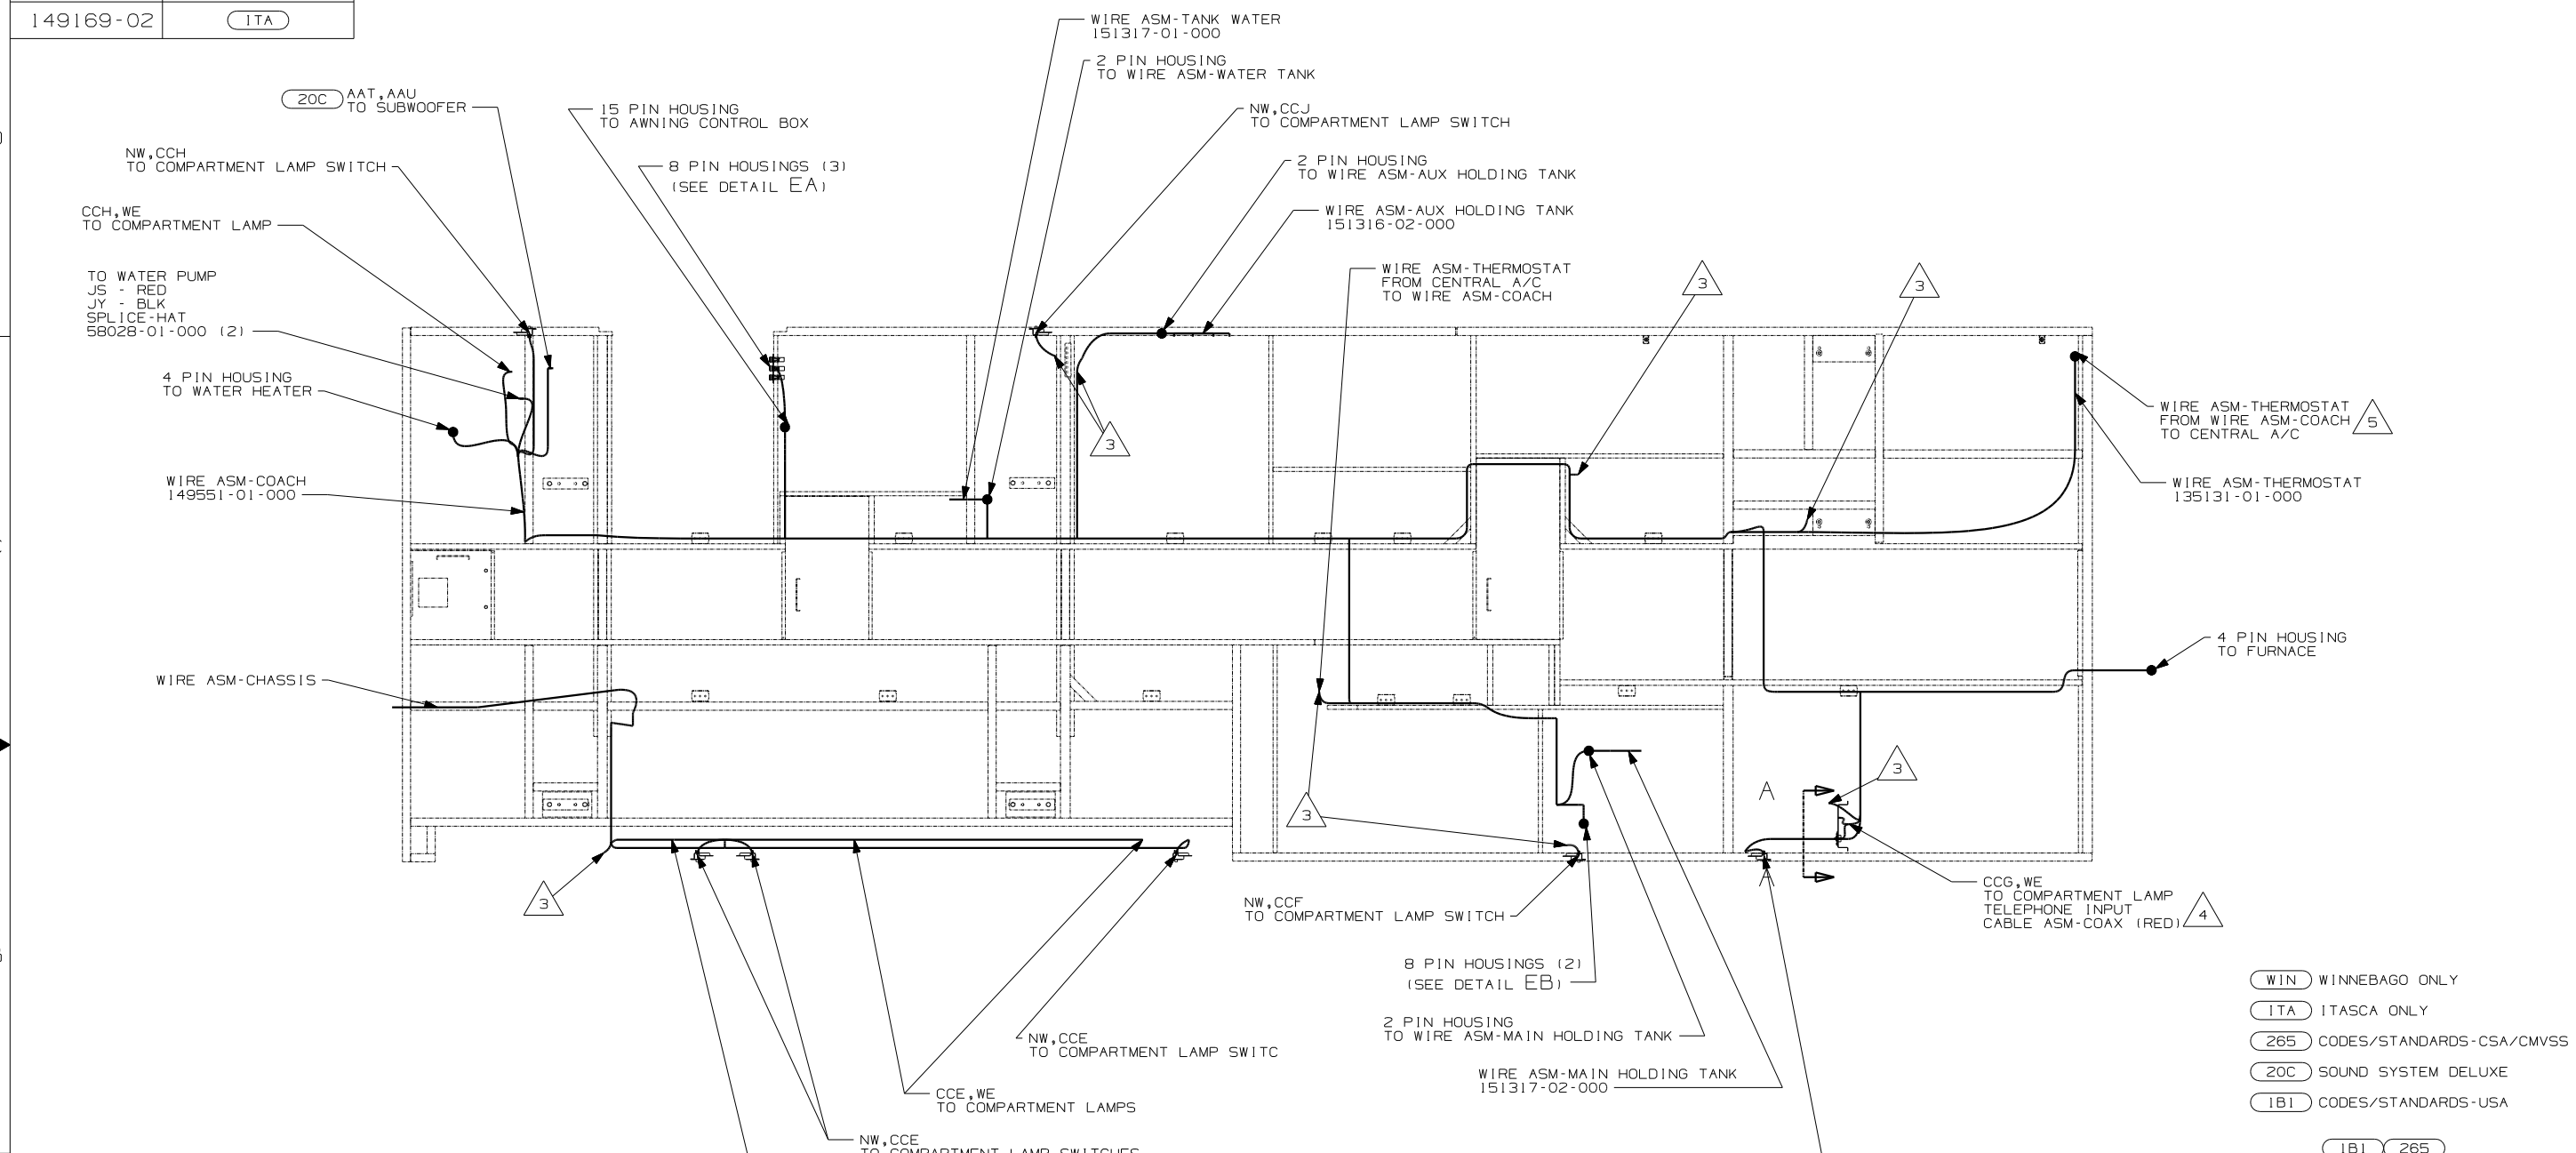 149169-02 ITA
WIRE ASM-TANK WATER
151317-01-000
2 PIN HOUSING
TO WIRE ASM-WATER TANK
20C AAT,AAU
TO SUBWOOFER
15 PIN HOUSING
TO AWNING CONTROL BOX
NW,CCJ
TO COMPARTMENT LAMP SWITCH
NW,CCH
TO COMPARTMENT LAMP SWITCH
8 PIN HOUSINGS (3)
(SEE DETAIL EA)
2 PIN HOUSING
TO WIRE ASM-AUX HOLDING TANK
CCH,WE
TO COMPARTMENT LAMP
WIRE ASM-AUX HOLDING TANK
151316-02-000
TO WATER PUMP
JS - RED
JY - BLK
SPLICE-HAT
58028-01-000 (2)
WIRE ASM-THERMOSTAT
FROM CENTRAL A/C
TO WIRE ASM-COACH
3
3
4 PIN HOUSING
TO WATER HEATER
3
WIRE ASM-THERMOSTAT
FROM WIRE ASM-COACH
TO CENTRAL A/C
5
WIRE ASM-COACH
149551-01-000
WIRE ASM-THERMOSTAT
135131-01-000
4 PIN HOUSING
TO FURNACE
WIRE ASM-CHASSIS
3
A
3
A
3
NW,CCF
TO COMPARTMENT LAMP SWITCH
CCG,WE
TO COMPARTMENT LAMP
TELEPHONE INPUT
CABLE ASM-COAX (RED)
4
8 PIN HOUSINGS (2)
(SEE DETAIL EB)
2 PIN HOUSING
TO WIRE ASM-MAIN HOLDING TANK
WIRE ASM-MAIN HOLDING TANK
151317-02-000
NW,CCE
TO COMPARTMENT LAMP SWITC
CCE,WE
TO COMPARTMENT LAMPS
NW,CCE
TO COMPARTMENT LAMP SWITCHES
WIN WINNEBAGO ONLY
ITA ITASCA ONLY
265 CODES/STANDARDS-CSA/CMVSS
20C SOUND SYSTEM DELUXE
1B1 CODES/STANDARDS-USA
1B1 265